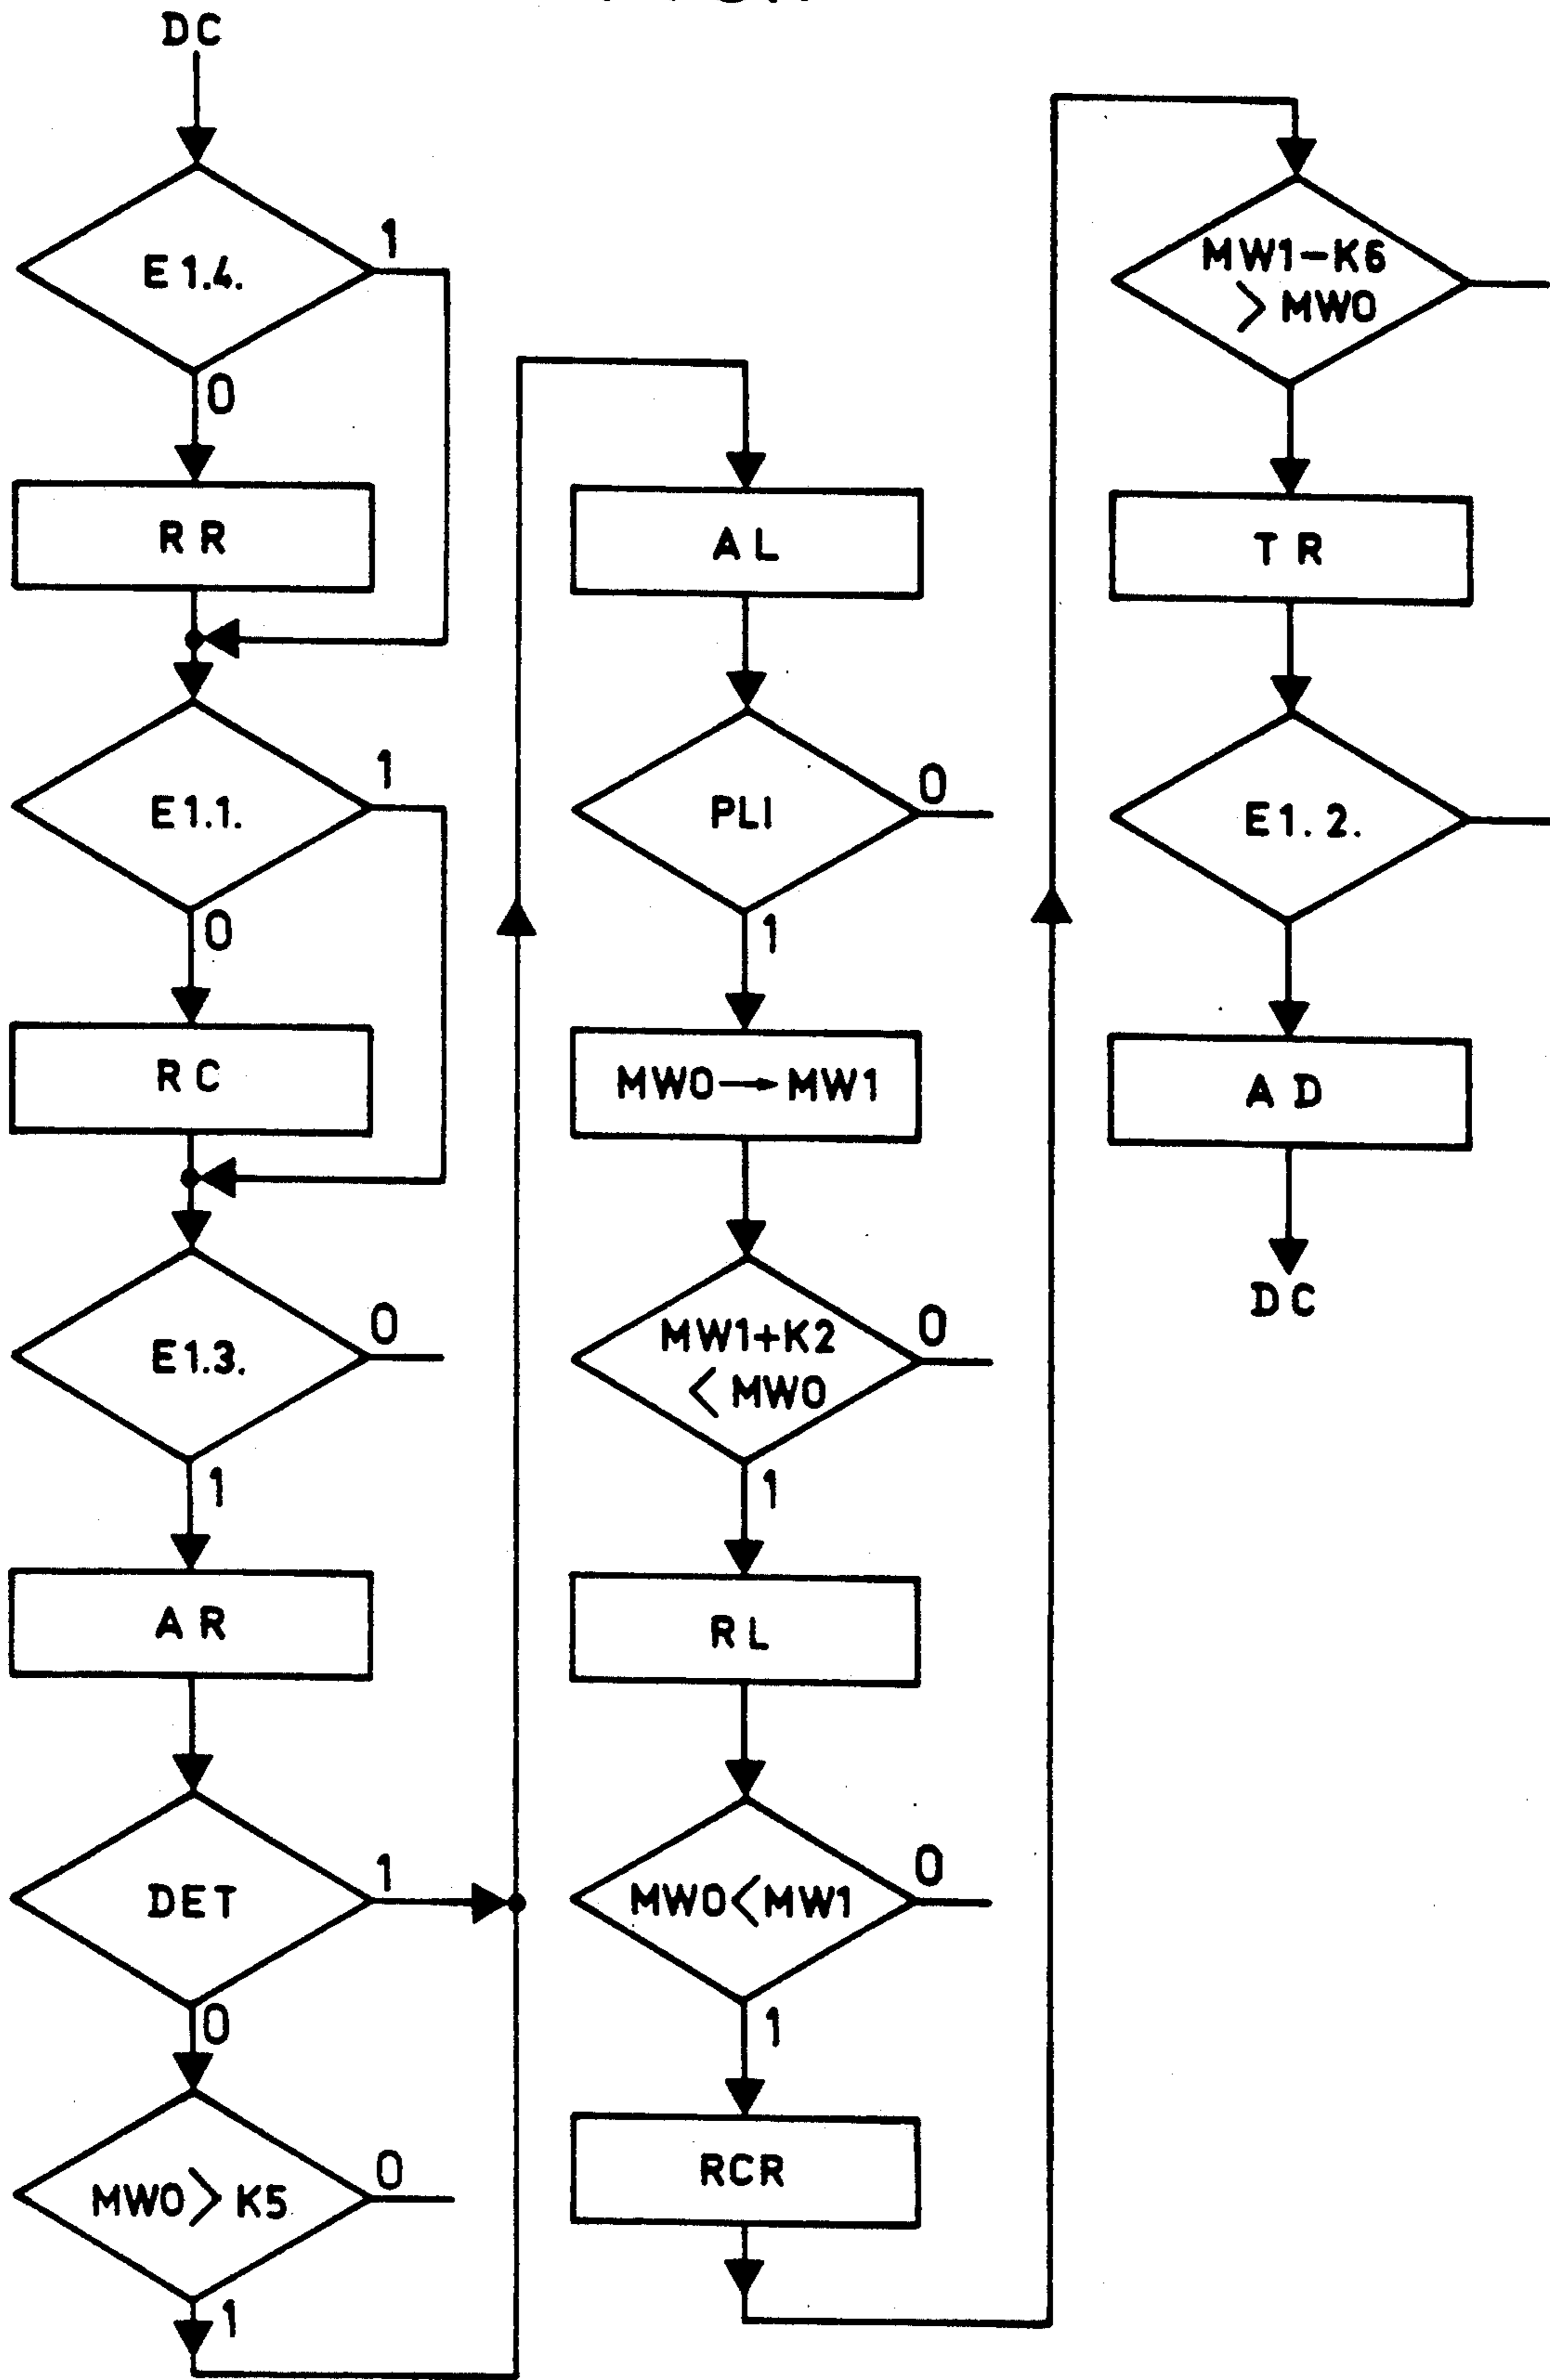 DC
E1.4.
1
0
RR
E1.1.
1
0
RC
E1.3.
0
1
AR
DET
1
0
MW0>K5
0
1
AL
PLI
0
1
MW0→MW1
MW1+K2
<MW0
0
1
RL
MW0<MW1
0
1
RCR
MW1-K6
>MW0
TR
E1.2.
AD
DC